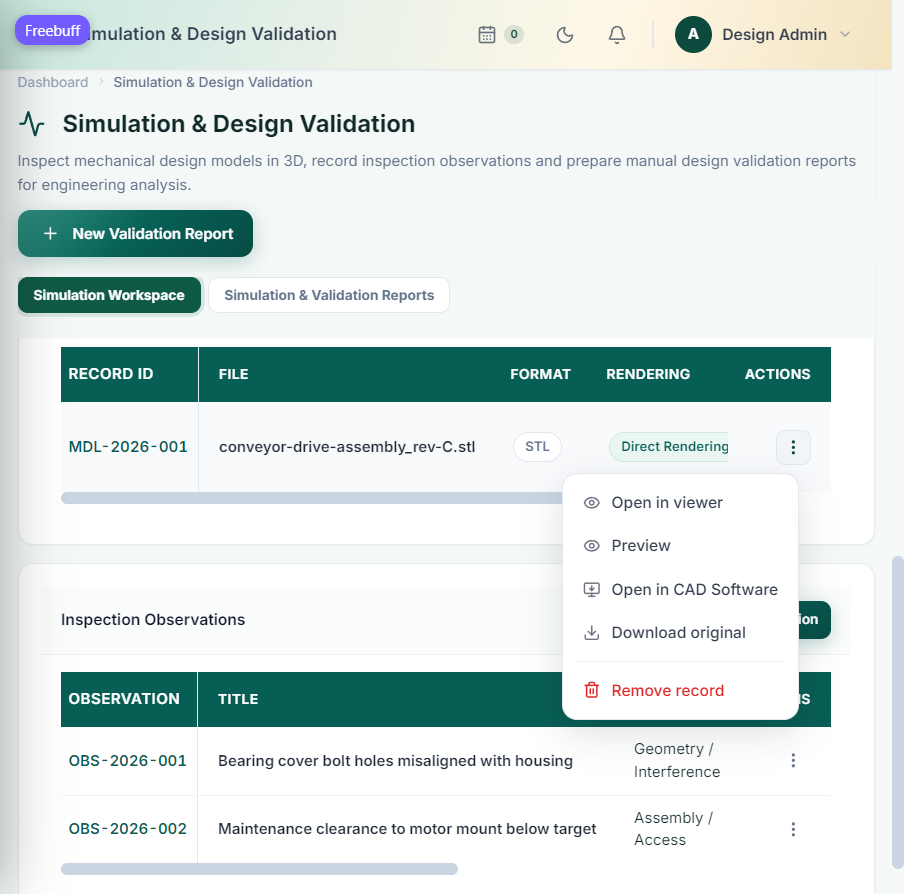 Freebuff
mulation & Design Validation
0
A
Design Admin
Dashboard > Simulation & Design Validation
Simulation & Design Validation
Inspect mechanical design models in 3D, record inspection observations and prepare manual design validation reports
for engineering analysis.
+ New Validation Report
Simulation Workspace
Simulation & Validation Reports
RECORD ID FILE FORMAT RENDERING ACTIONS
MDL-2026-001 conveyor-drive-assembly_rev-C.stl STL Direct Rendering
Open in viewer
Preview
Open in CAD Software
Download original
Remove record
Inspection Observations
ion
OBSERVATION TITLE
S
OBS-2026-001 Bearing cover bolt holes misaligned with housing
Geometry /
Interference
OBS-2026-002 Maintenance clearance to motor mount below target
Assembly /
Access